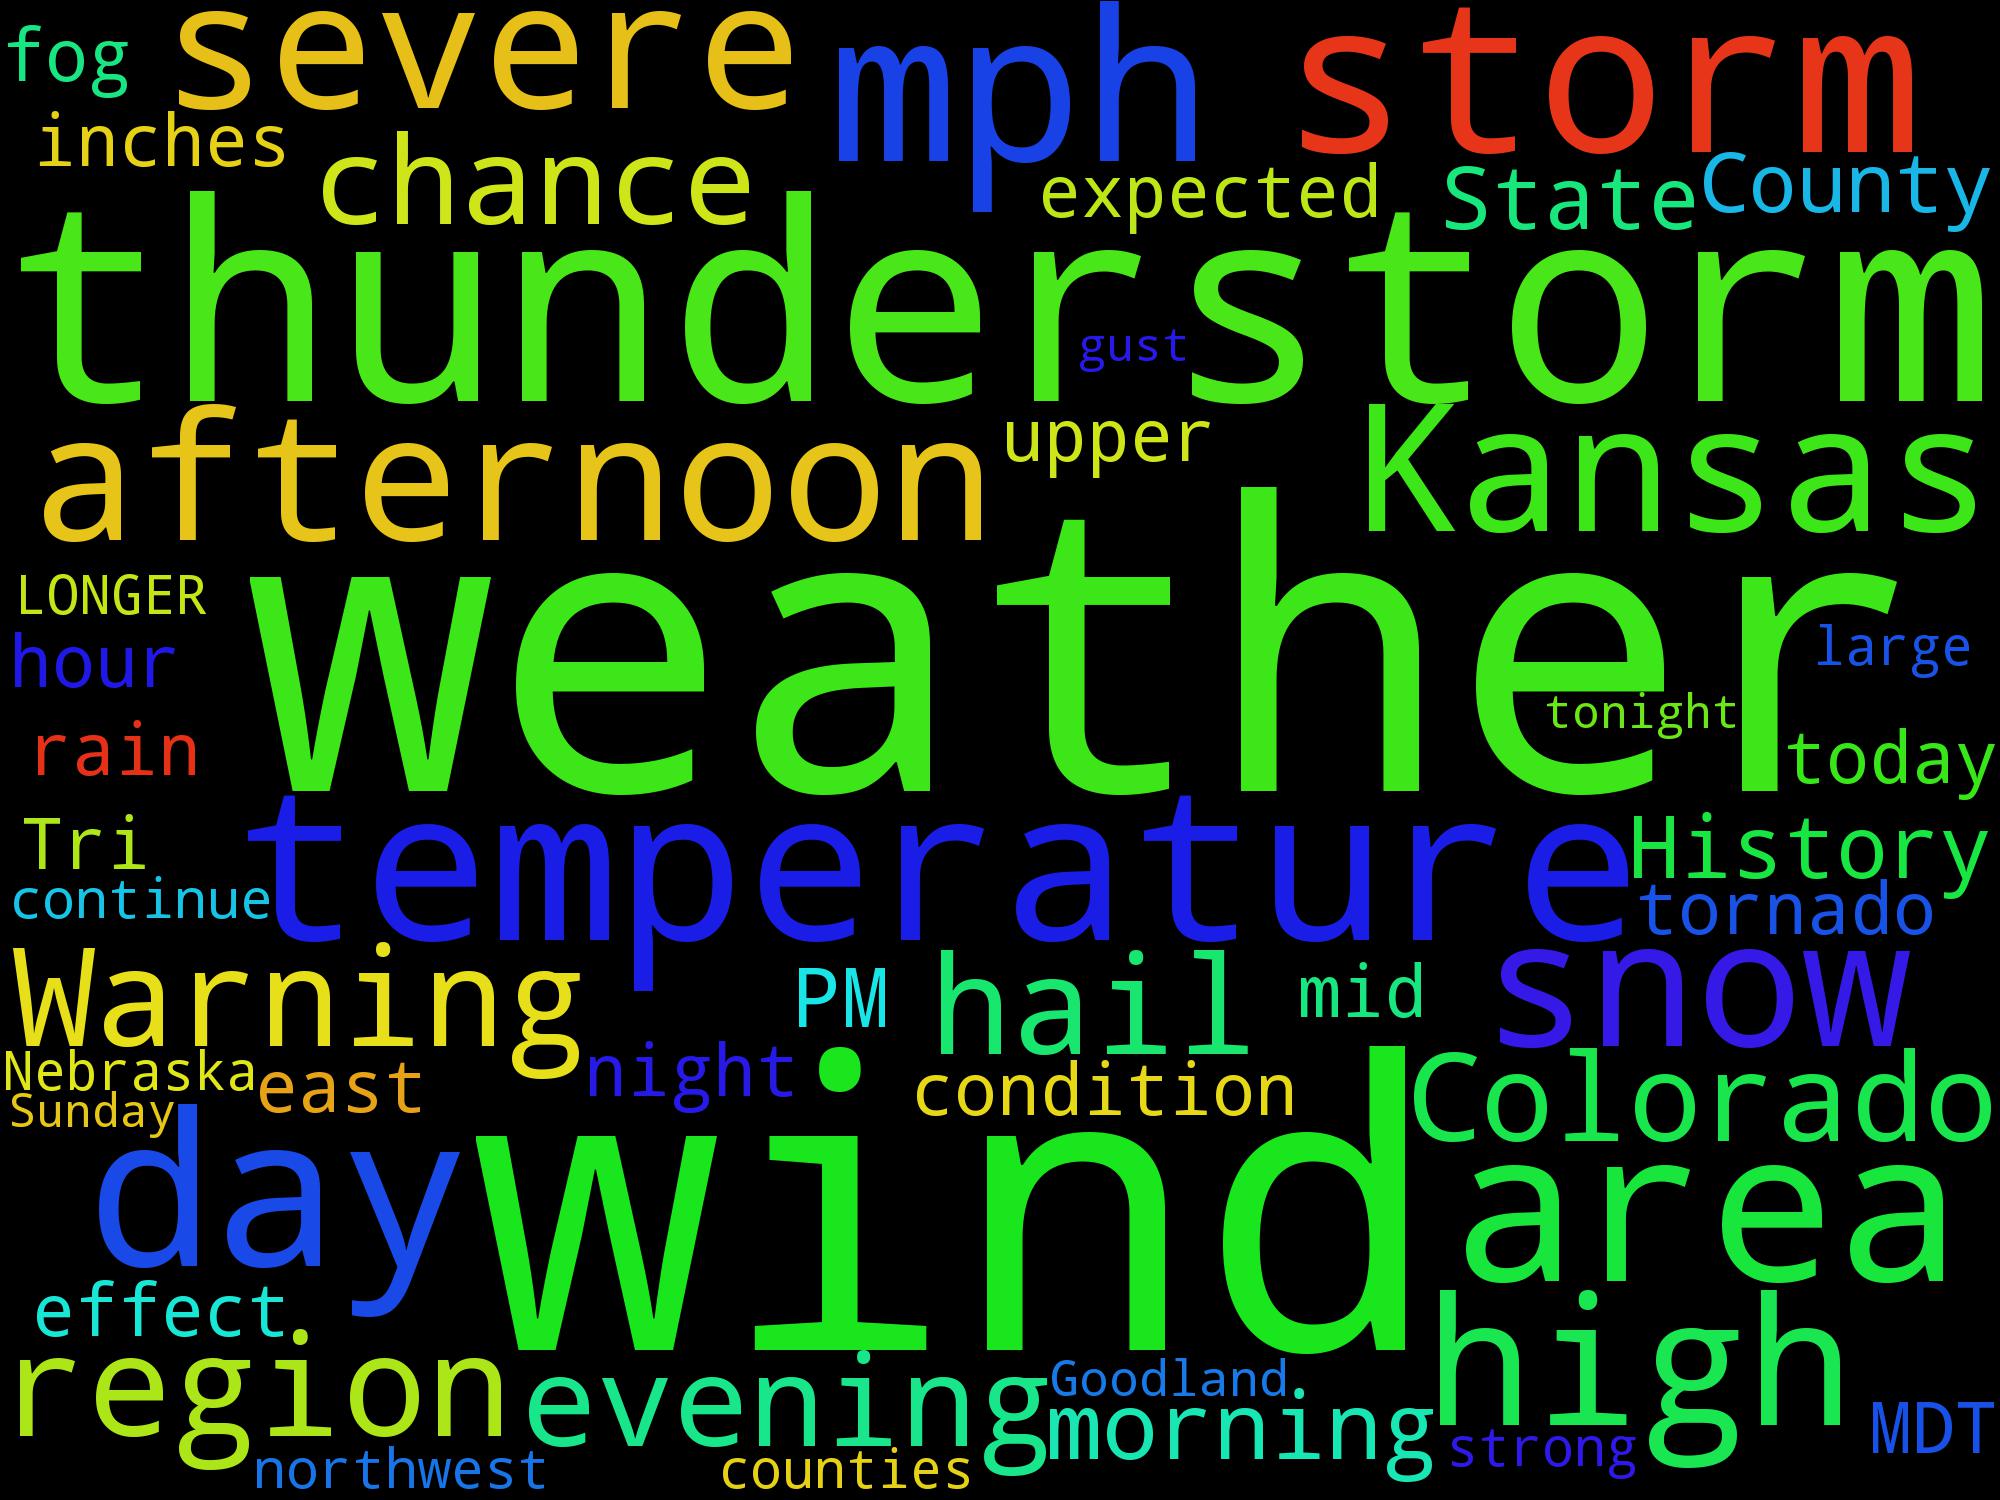 fog severe mph storm
inches chance expected State County
thunderstorm
gust
afternoon upper Kansas
LONGER weather
hour large
rain tonight today
Tri temperature History
continue tornado
Warning PM hail mid snow
Nebraska east night condition Colorado
Sunday
day wind area
effect high
region evening Goodland morning MDT
northwest counties strong